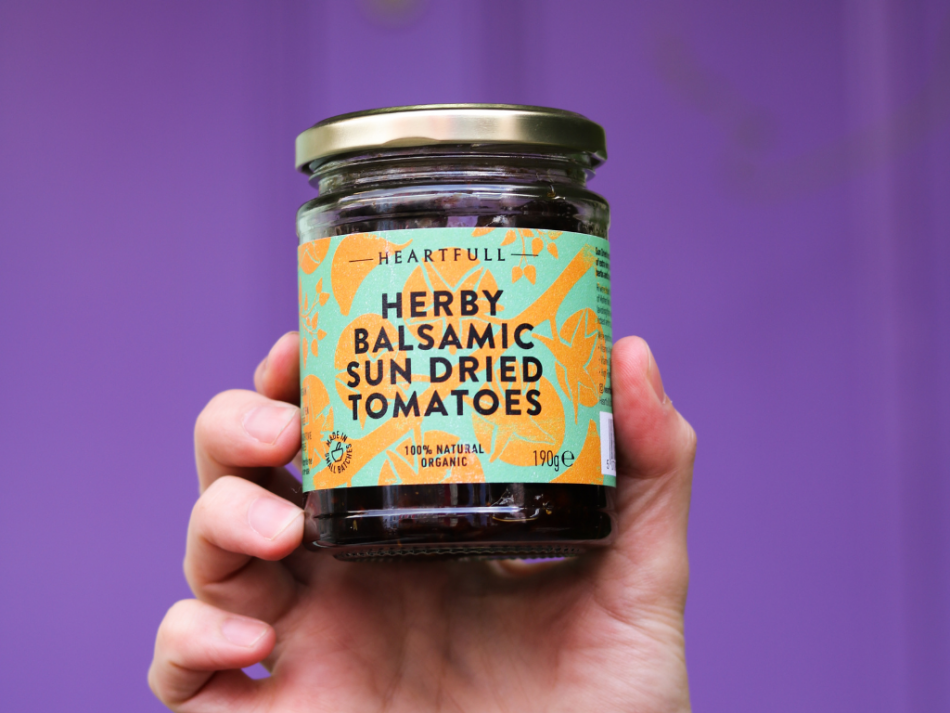 HEARTFULL
HERBY
BALSAMIC
SUN DRIED
TOMATOES
MADE IN
SMALL BATCHES
100% NATURAL
ORGANIC
190g℮